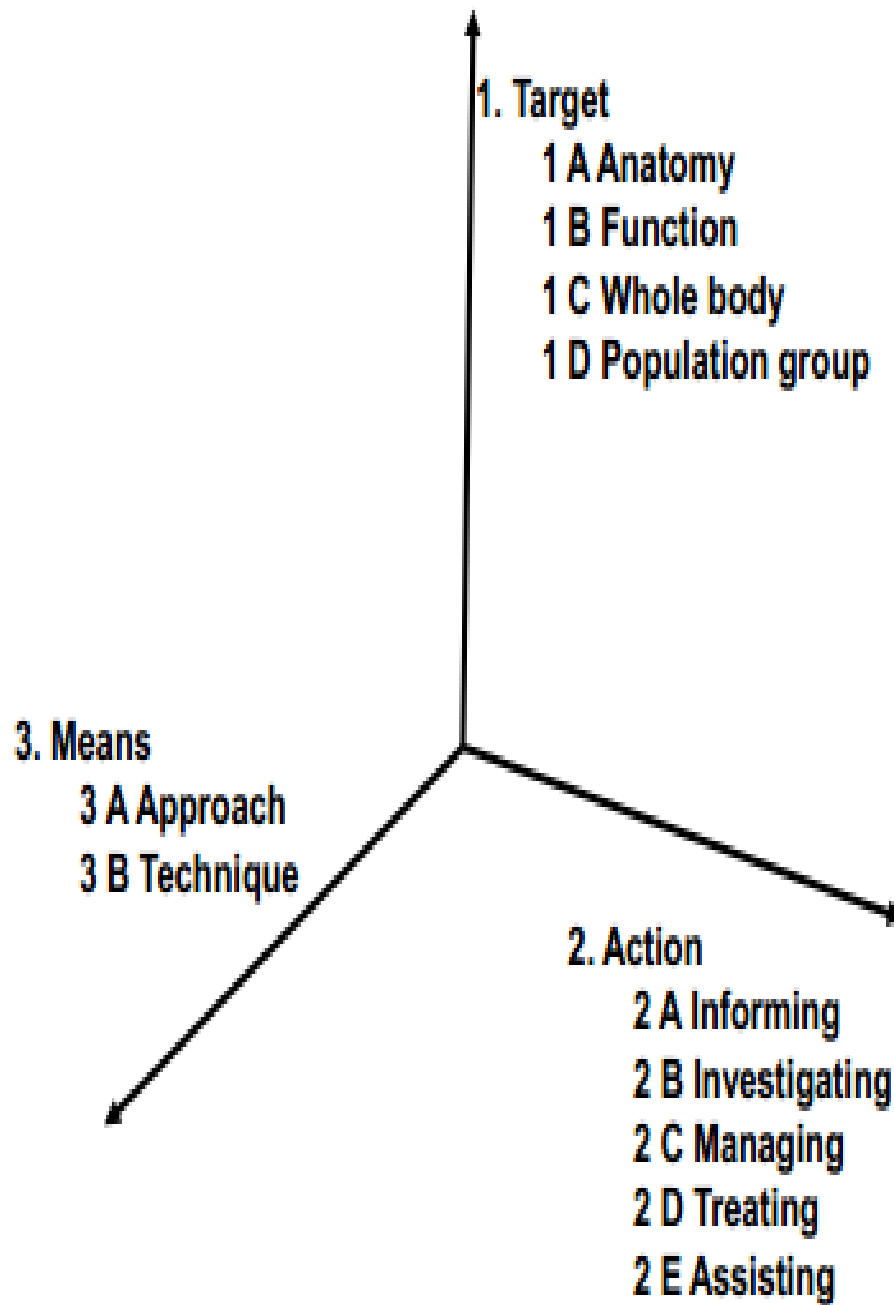 1. Target
1 A Anatomy
1 B Function
1 C Whole body
1 D Population group
3. Means
3 A Approach
3 B Technique
2. Action
2 A Informing
2 B Investigating
2 C Managing
2 D Treating
2 E Assisting